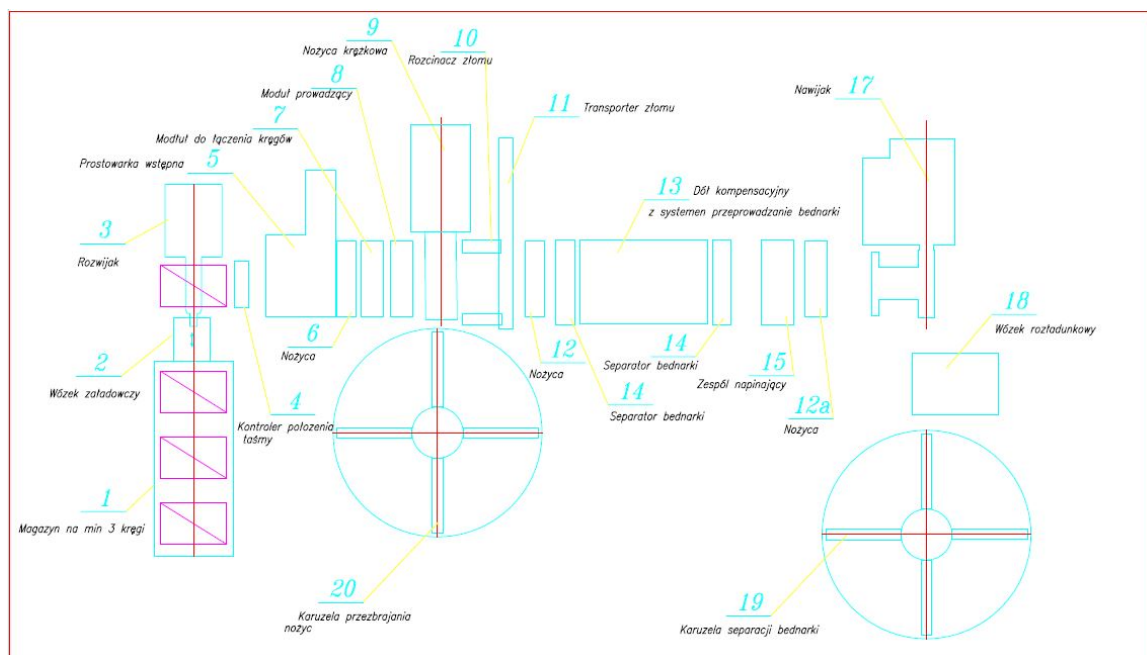 9
Nożyca krążkowa
10
Rozcinacz złomu
8
Moduł prowadzący
7
Modłuł do łączenia kręgów
11 Transporter złomu
Nawijak 17
Prostowarka wstępna
5
13 Dół kompensacyjny
z systemen przeprowadzanie bednarki
3
Rozwijak
18
Wózek rozładunkowy
6
Nożyca
2
Wózek załadowczy
12
Nożyca
14
Separator bednarki
14
Separator bednarki
15
Zespół napinający
12a
Nożyca
4
Kontroler położenia
taśmy
1
Magazyn na min 3 kręgi
20
Karuzela przezbrajania
nożyc
19
Karuzela separacji bednarki